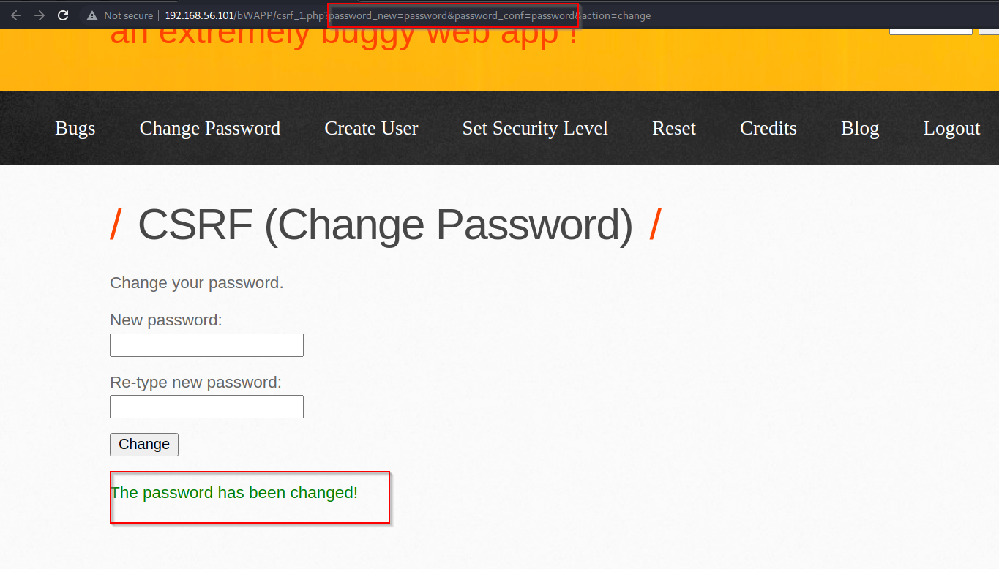 Not secure 192.168.56.101/bWAPP/csrf_1.php?password_new=password&password_conf=password&action=change
an extremely buggy web app !
Bugs Change Password Create User Set Security Level Reset Credits Blog Logout
/ CSRF (Change Password) /
Change your password.
New password:
Re-type new password:
Change
The password has been changed!